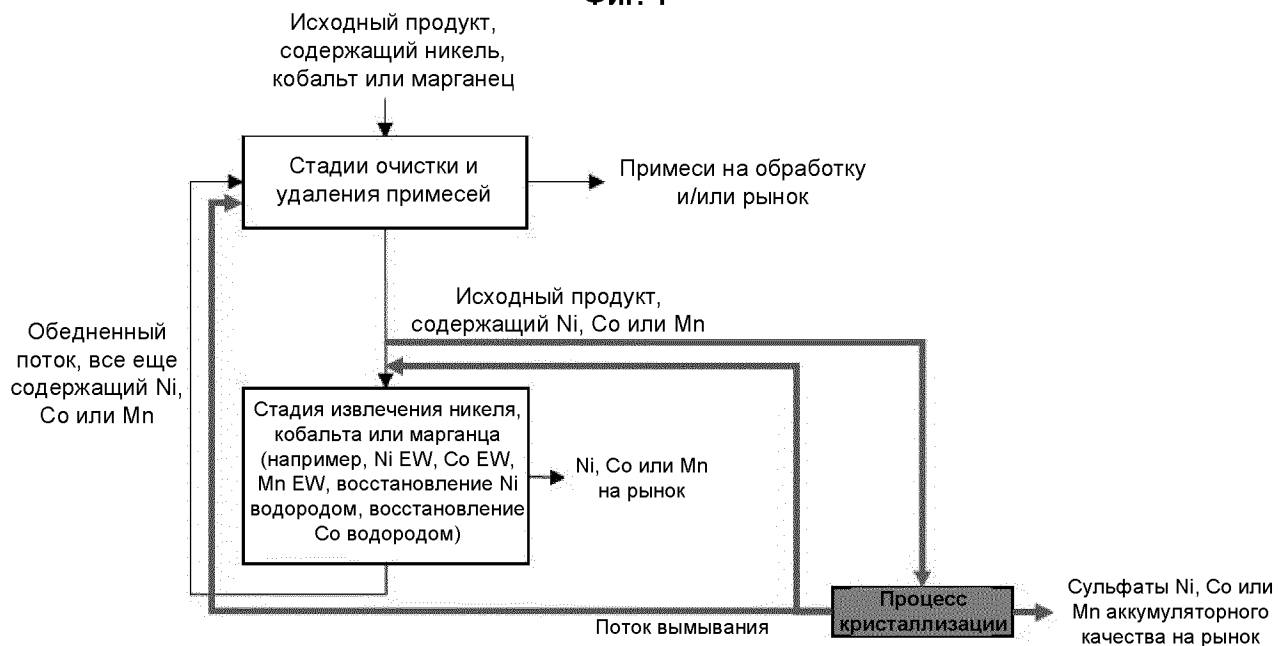 Исходный продукт,
содержащий никель,
кобальт или марганец
Стадии очистки и
удаления примесей
Примеси на обработку
и/или рынок
Исходный продукт,
содержащий Ni, Co или Mn
Обедненный
поток, все еще
содержащий Ni,
Co или Mn
Стадия извлечения никеля,
кобальта или марганца
(например, Ni EW, Co EW,
Mn EW, восстановление Ni
водородом, восстановление
Co водородом)
Ni, Co или Mn
на рынок
Процесс
кристаллизации
Поток вымывания
Сульфаты Ni, Co или
Mn аккумуляторного
качества на рынок